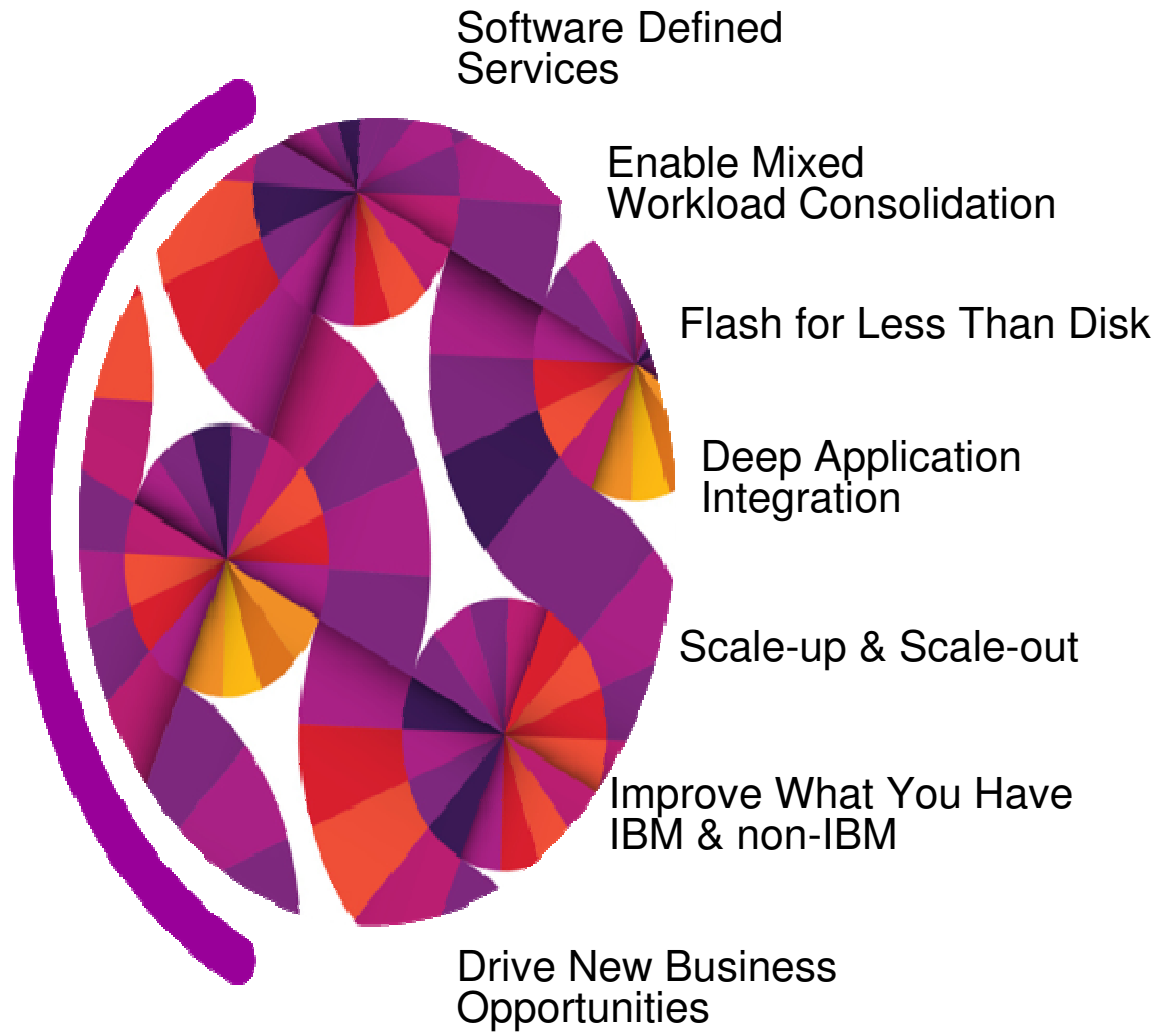 Software Defined
Services
Enable Mixed
Workload Consolidation
Flash for Less Than Disk
Deep Application
Integration
Scale-up & Scale-out
Improve What You Have
IBM & non-IBM
Drive New Business
Opportunities